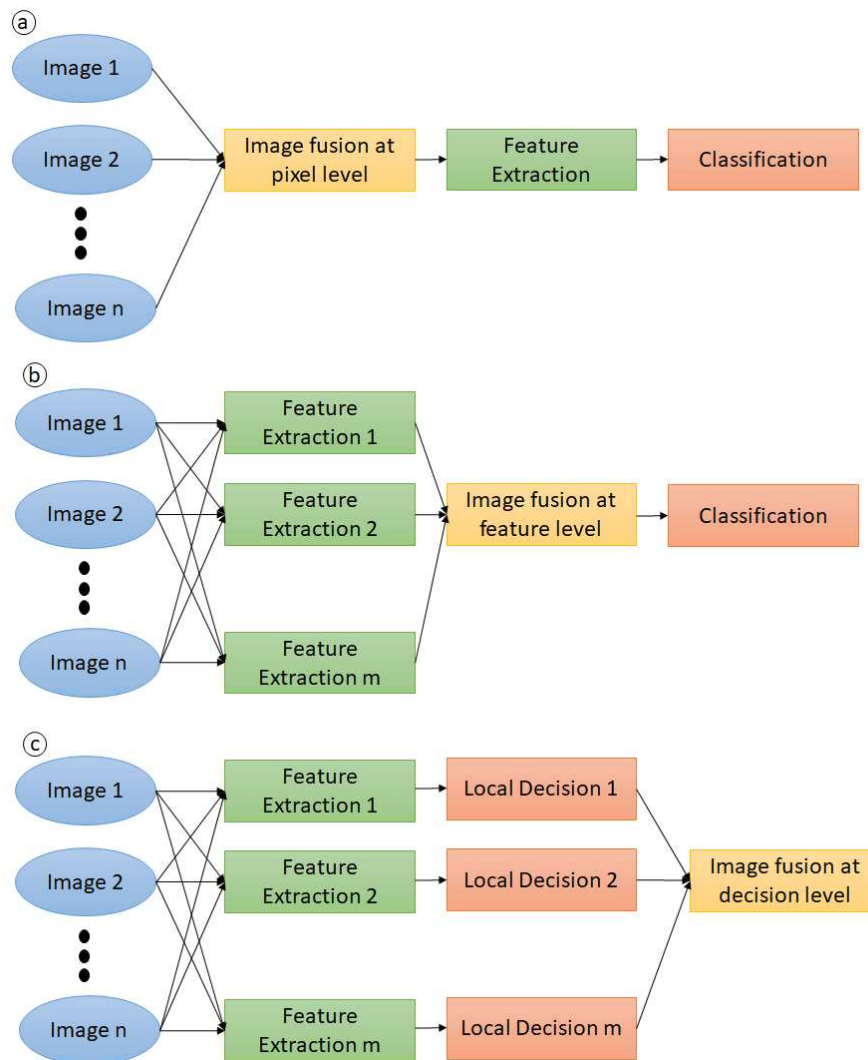 a
Image 1
Image 2
Image n
Image fusion at
pixel level
Feature
Extraction
Classification
b
Image 1
Image 2
Image n
Feature
Extraction 1
Feature
Extraction 2
Feature
Extraction m
Image fusion at
feature level
Classification
c
Image 1
Image 2
Image n
Feature
Extraction 1
Feature
Extraction 2
Feature
Extraction m
Local Decision 1
Local Decision 2
Local Decision m
Image fusion at
decision level